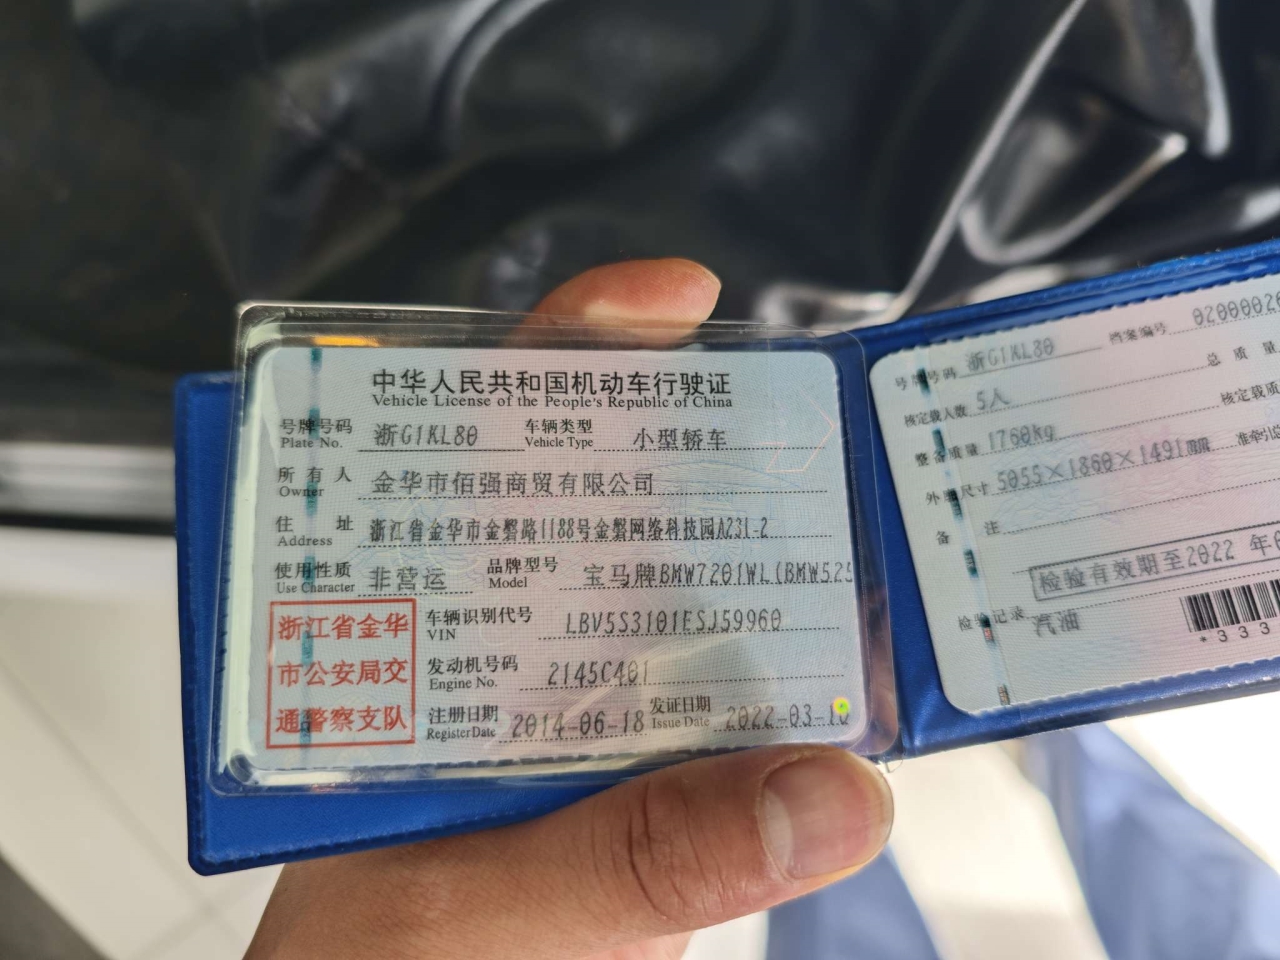 中华人民共和国机动车行驶证
Vehicle License of the People's Republic of China
号牌号码 浙G1KL80 车辆类型 小型轿车
Plate No. Vehicle Type
所有人 金华市佰强商贸有限公司
Owner
住址 浙江省金华市金磐路1188号金磐网络科技园A231-2
Address
使用性质 非营运 品牌型号 宝马牌BMW7201WL(BMW525
Use Character Model
浙江省金华
市公安局交
通警察支队
车辆识别代号 LBV5S3101ESJ59960
VIN
发动机号码 2145C401
Engine No.
注册日期 2014-06-18 发证日期 2022-03-10
Register Date Issue Date
号牌号码 浙G1KL80 档案编号 0200002
核定载人数 5人 总质量
整备质量 1760kg 核定载质
外廓尺寸 5055×1860×1491mm 准牵引
备注
检验有效期至2022 年
检验记录 汽油
*333